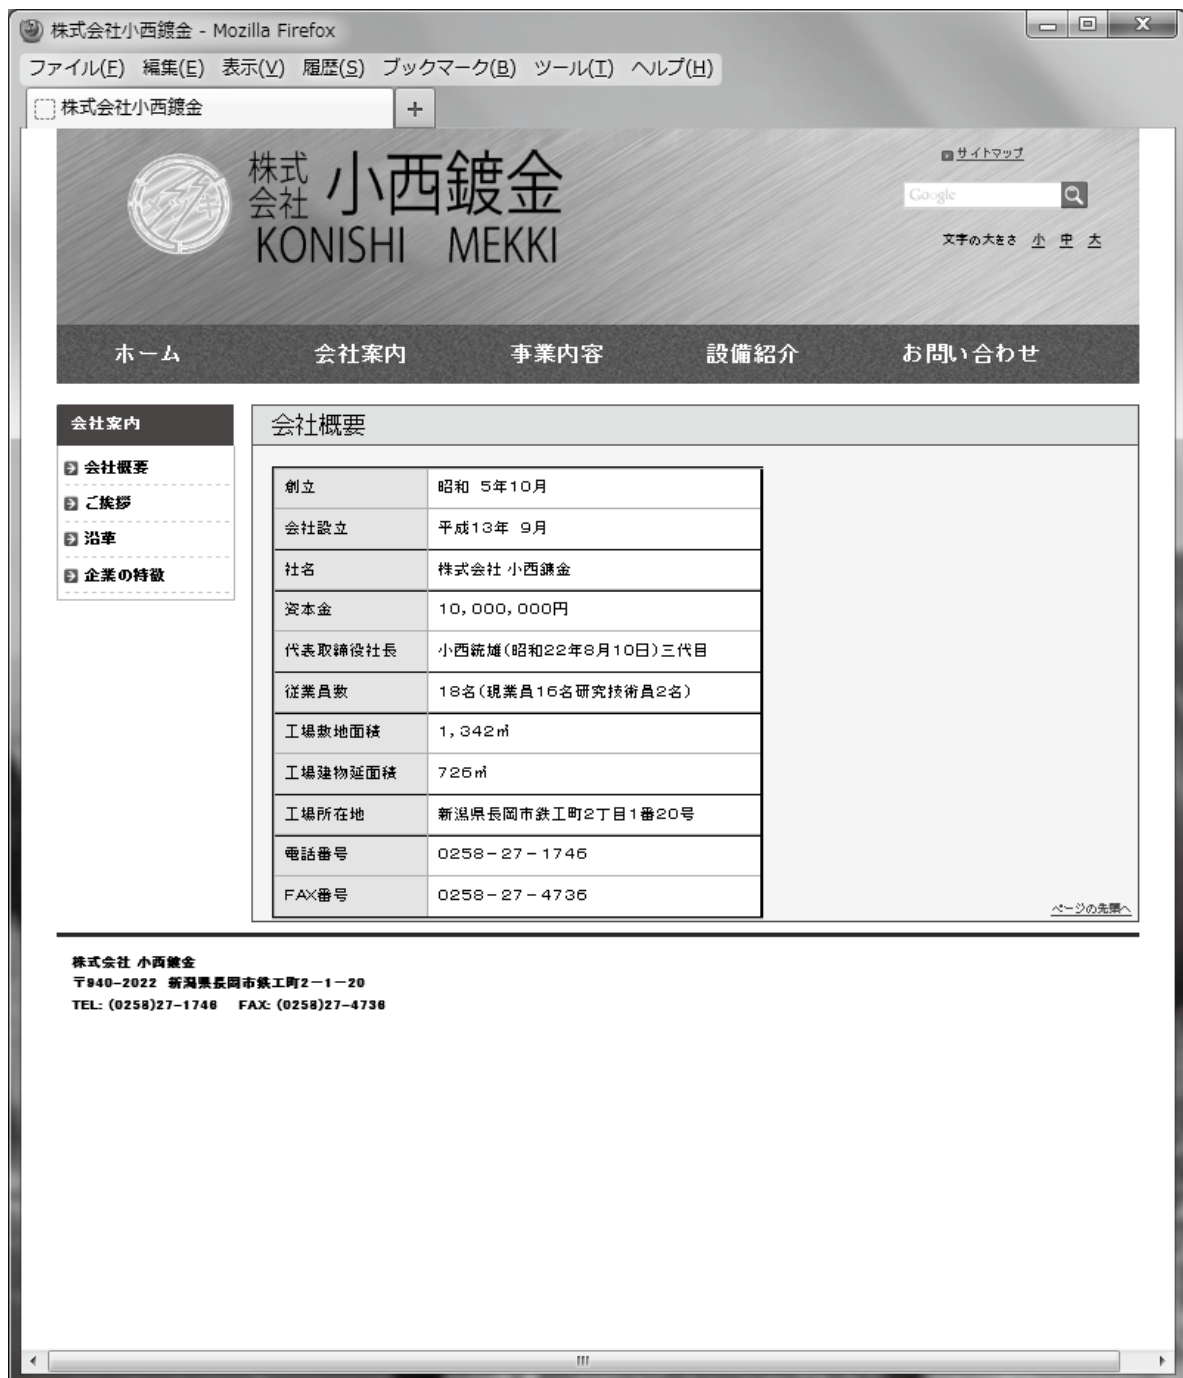 株式会社小西鍍金 - Mozilla Firefox
ファイル(F) 編集(E) 表示(V) 履歴(S) ブックマーク(B) ツール(T) ヘルプ(H)
株式会社小西鍍金
メッキ
株式会社 小西鍍金
KONISHI MEKKI
サイトマップ
Google
文字の大きさ 小 中 大
ホーム 会社案内 事業内容 設備紹介 お問い合わせ
会社案内
会社概要
ご挨拶
沿革
企業の特徴
会社概要
創立 昭和 5年10月
会社設立 平成13年 9月
社名 株式会社 小西鍍金
資本金 10,000,000円
代表取締役社長 小西統雄(昭和22年8月10日)三代目
従業員数 18名(現業員16名研究技術員2名)
工場敷地面積 1,342㎡
工場建物延面積 726㎡
工場所在地 新潟県長岡市鉄工町2丁目1番20号
電話番号 0258-27-1746
FAX番号 0258-27-4736
ページの先頭へ
株式会社 小西鍍金
〒940-2022 新潟県長岡市鉄工町2-1-20
TEL: (0258)27-1746 FAX: (0258)27-4736